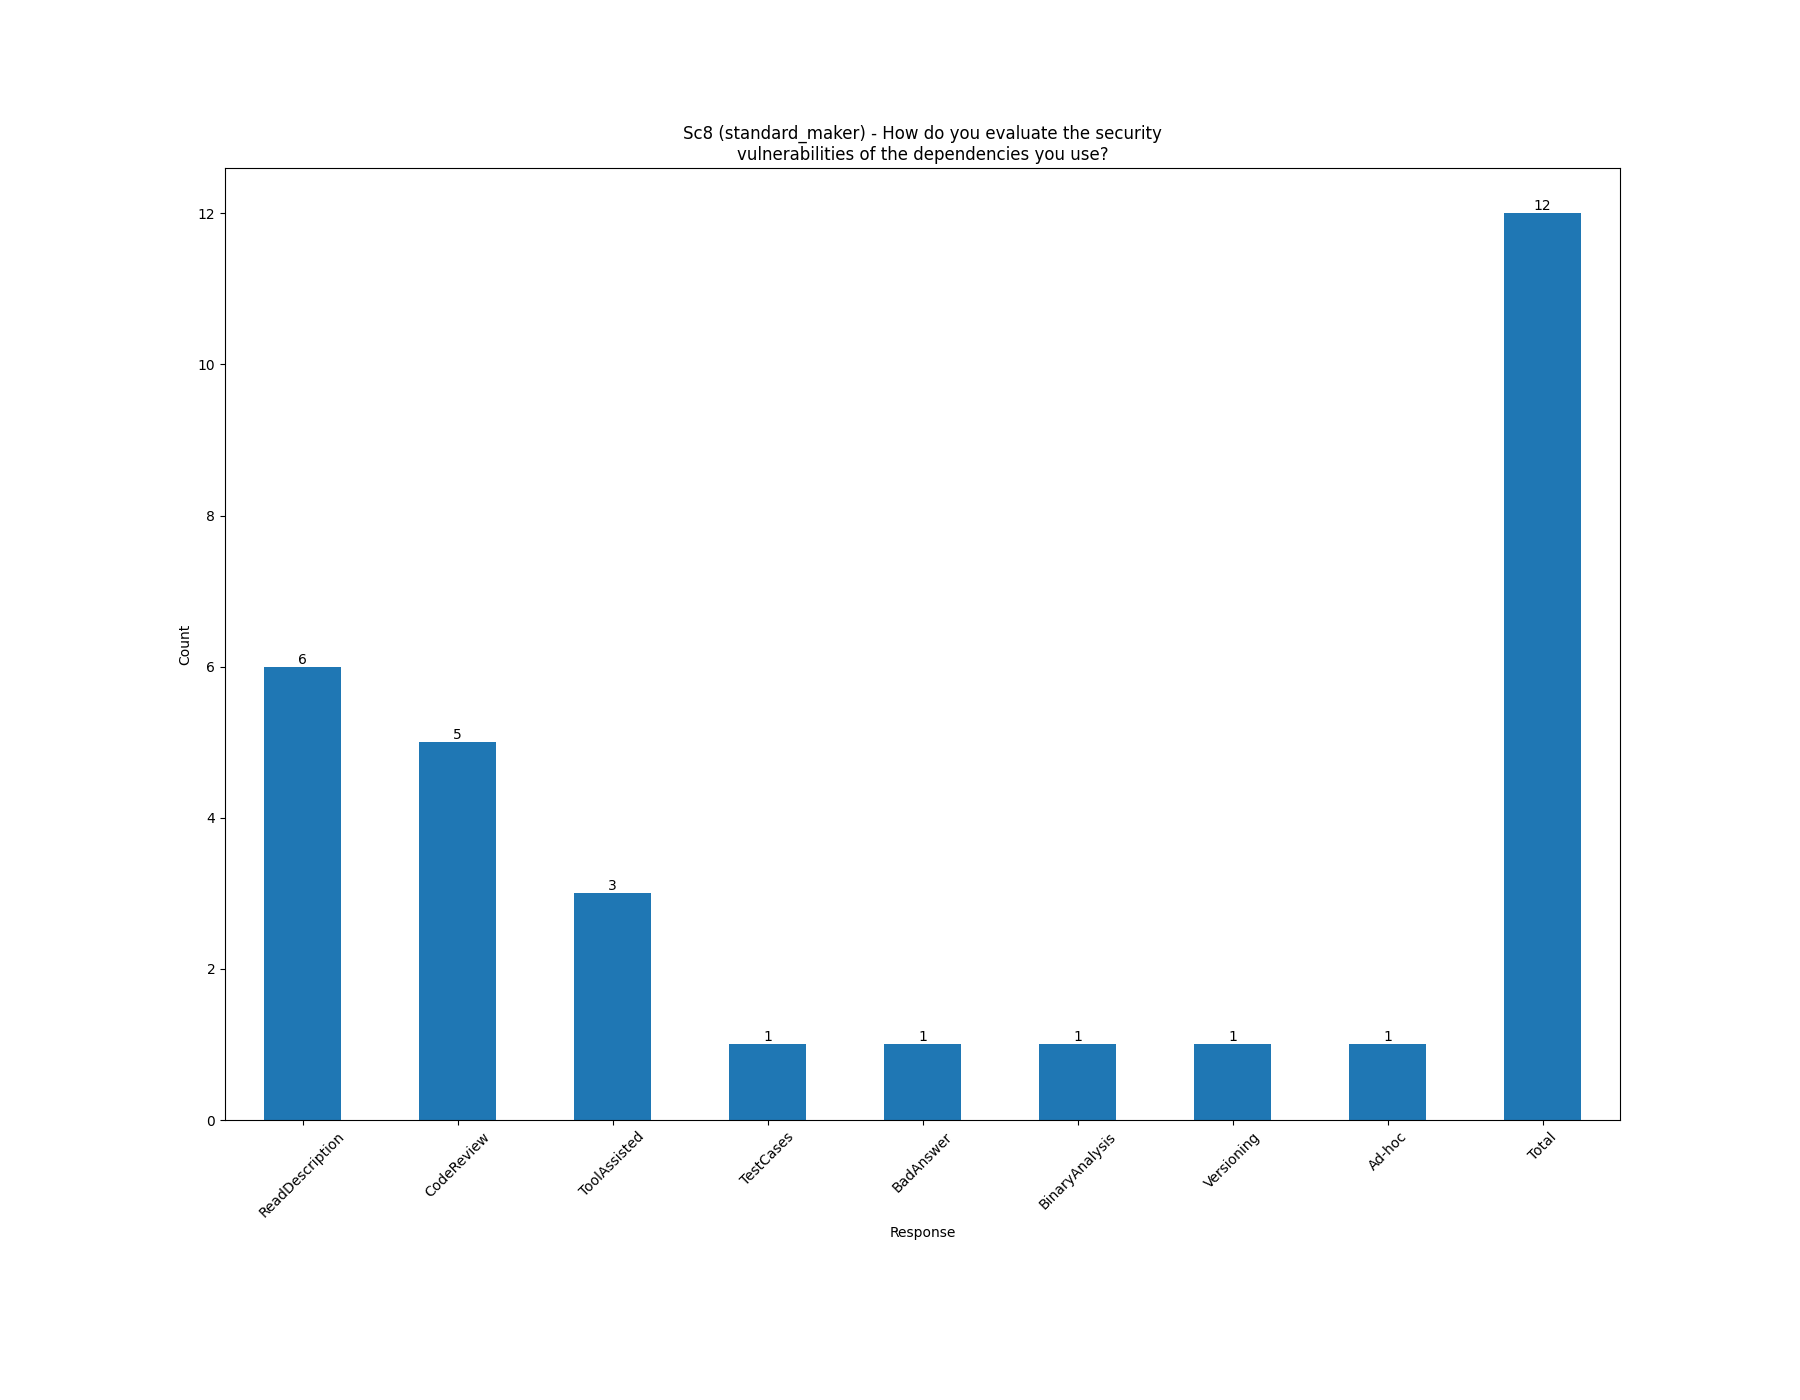 Sc8 (standard_maker) - How do you evaluate the security
vulnerabilities of the dependencies you use?
12
10
8
6
4
2
0
Count
6
5
3
1
1
1
1
1
12
ReadDescription
CodeReview
ToolAssisted
TestCases
BadAnswer
BinaryAnalysis
Versioning
Ad-hoc
Total
Response